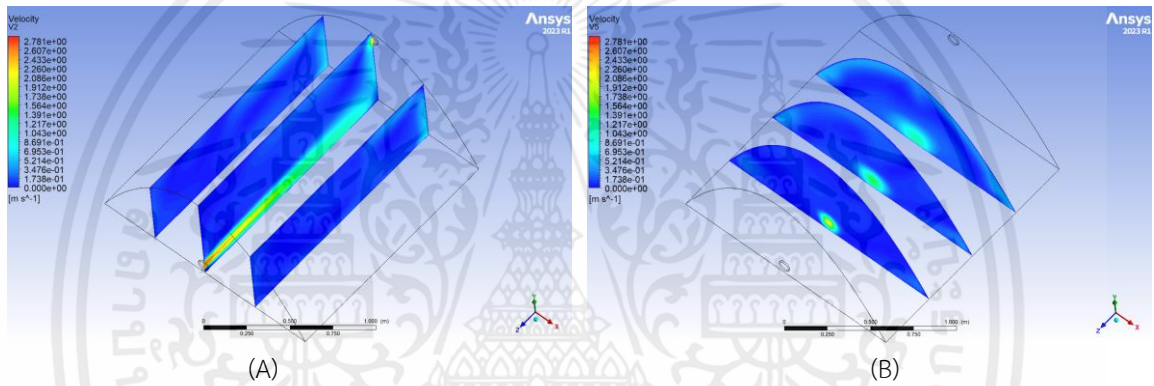 Velocity
V2
2.781e+00
2.607e+00
2.433e+00
2.260e+00
2.086e+00
1.912e+00
1.738e+00
1.564e+00
1.391e+00
1.217e+00
1.043e+00
8.691e-01
6.953e-01
5.214e-01
3.476e-01
1.738e-01
0.000e+00
[m s^-1]
Ansys
2023 R1
0
0.500
1.000 (m)
0.250
0.750
Y
Z
X
(A)
Velocity
V5
2.781e+00
2.607e+00
2.433e+00
2.260e+00
2.086e+00
1.912e+00
1.738e+00
1.564e+00
1.391e+00
1.217e+00
1.043e+00
8.691e-01
6.953e-01
5.214e-01
3.476e-01
1.738e-01
0.000e+00
[m s^-1]
Ansys
2023 R1
0
0.500
1.000 (m)
0.250
0.750
Y
Z
X
(B)